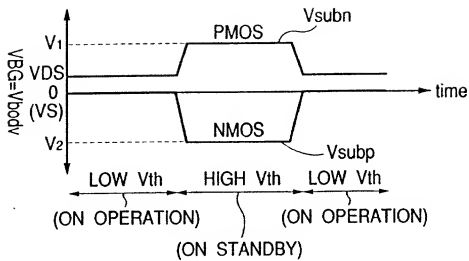 Vsubn
PMOS
V1
VDS
0
(VS)
VBG=Vbody
time
V2
NMOS
Vsubp
LOW Vth
HIGH Vth
LOW Vth
(ON OPERATION)
(ON OPERATION)
(ON STANDBY)